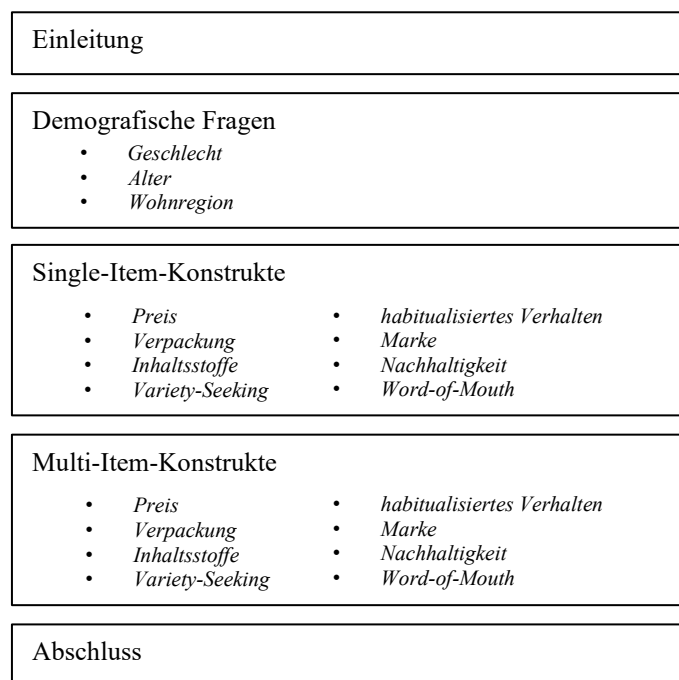 Einleitung
Demografische Fragen
• Geschlecht
• Alter
• Wohnregion
Single-Item-Konstrukte
• Preis
• Verpackung
• Inhaltsstoffe
• Variety-Seeking
• habitualisiertes Verhalten
• Marke
• Nachhaltigkeit
• Word-of-Mouth
Multi-Item-Konstrukte
• Preis
• Verpackung
• Inhaltsstoffe
• Variety-Seeking
• habitualisiertes Verhalten
• Marke
• Nachhaltigkeit
• Word-of-Mouth
Abschluss